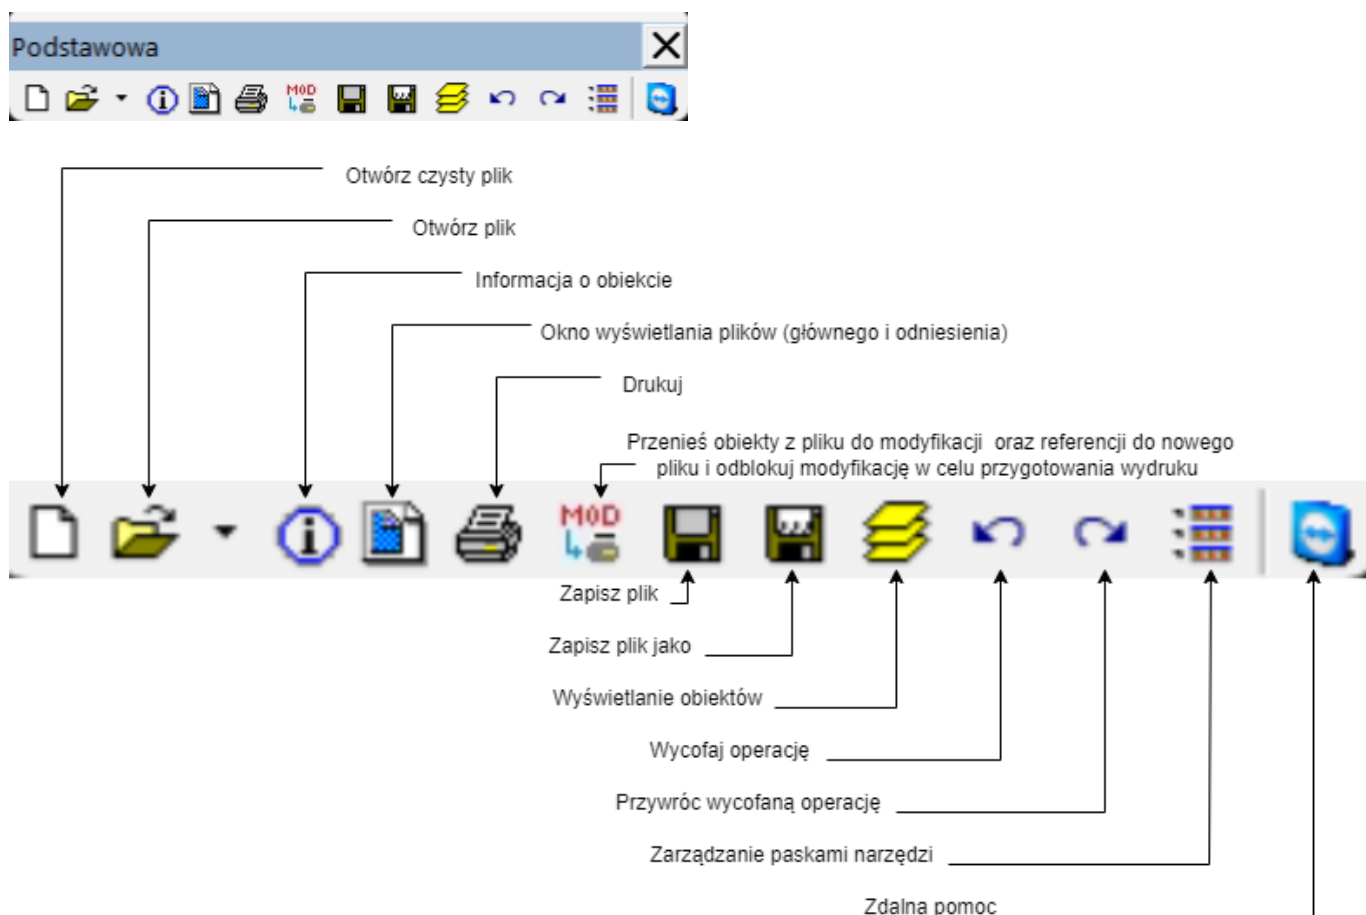 Podstawowa
MOD
Otwórz czysty plik
Otwórz plik
Informacja o obiekcie
Okno wyświetlania plików (głównego i odniesienia)
Drukuj
Przenieś obiekty z pliku do modyfikacji oraz referencji do nowego
pliku i odblokuj modyfikację w celu przygotowania wydruku
MOD
Zapisz plik
Zapisz plik jako
Wyświetlanie obiektów
Wycofaj operację
Przywróc wycofaną operację
Zarządzanie paskami narzędzi
Zdalna pomoc